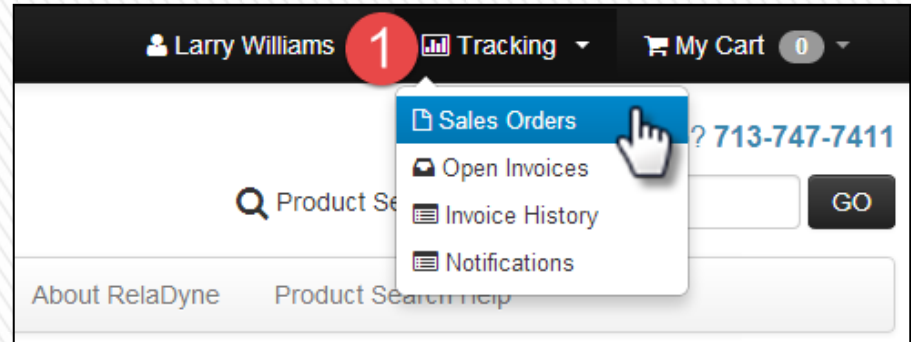 Larry Williams 1 Tracking My Cart 0
Sales Orders
? 713-747-7411
Open Invoices
Product Se GO
Invoice History
Notifications
About RelaDyne Product Search Help